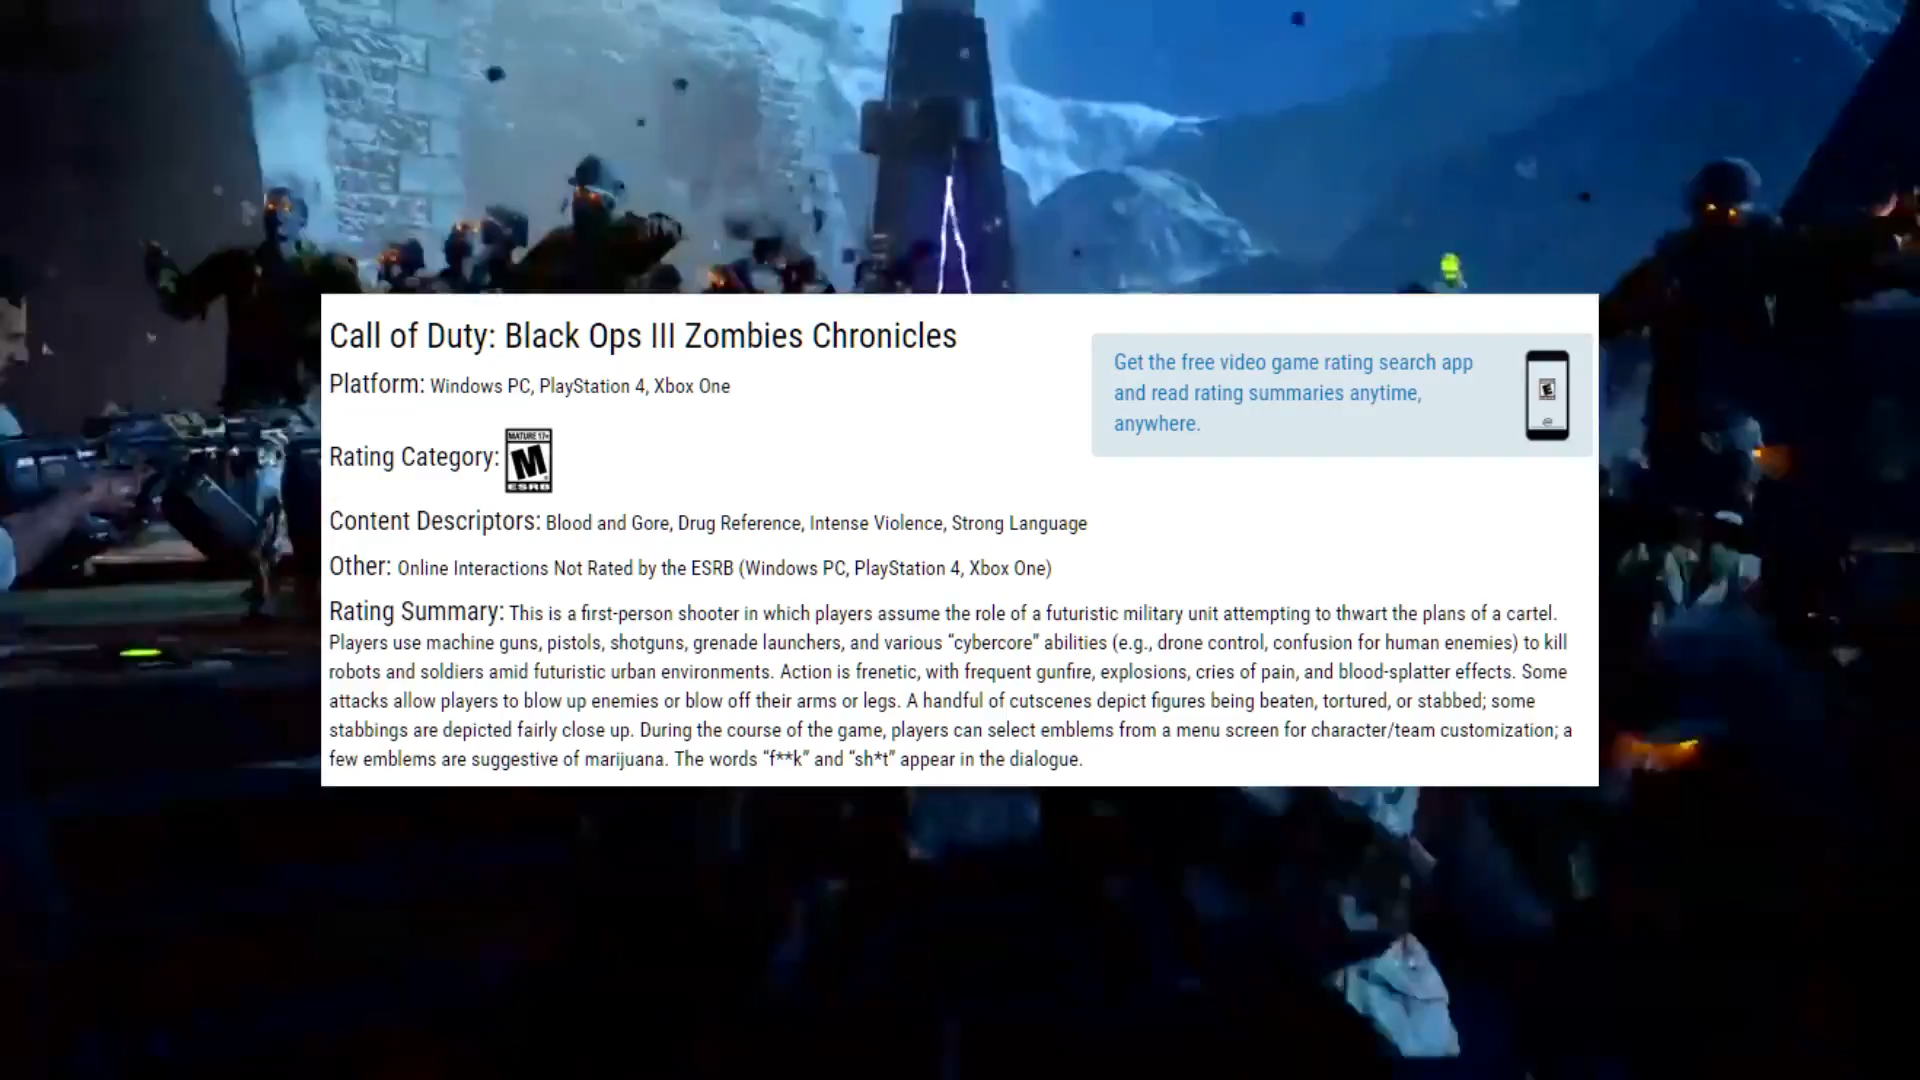 Call of Duty: Black Ops III Zombies Chronicles
Platform: Windows PC, PlayStation 4, Xbox One
Get the free video game rating search app
and read rating summaries anytime,
anywhere.
E
Rating Category:
MATURE 17+
M
ESRB
Content Descriptors: Blood and Gore, Drug Reference, Intense Violence, Strong Language
Other: Online Interactions Not Rated by the ESRB (Windows PC, PlayStation 4, Xbox One)
Rating Summary: This is a first-person shooter in which players assume the role of a futuristic military unit attempting to thwart the plans of a cartel.
Players use machine guns, pistols, shotguns, grenade launchers, and various “cybercore” abilities (e.g., drone control, confusion for human enemies) to kill
robots and soldiers amid futuristic urban environments. Action is frenetic, with frequent gunfire, explosions, cries of pain, and blood-splatter effects. Some
attacks allow players to blow up enemies or blow off their arms or legs. A handful of cutscenes depict figures being beaten, tortured, or stabbed; some
stabbings are depicted fairly close up. During the course of the game, players can select emblems from a menu screen for character/team customization; a
few emblems are suggestive of marijuana. The words “f**k” and “sh*t” appear in the dialogue.